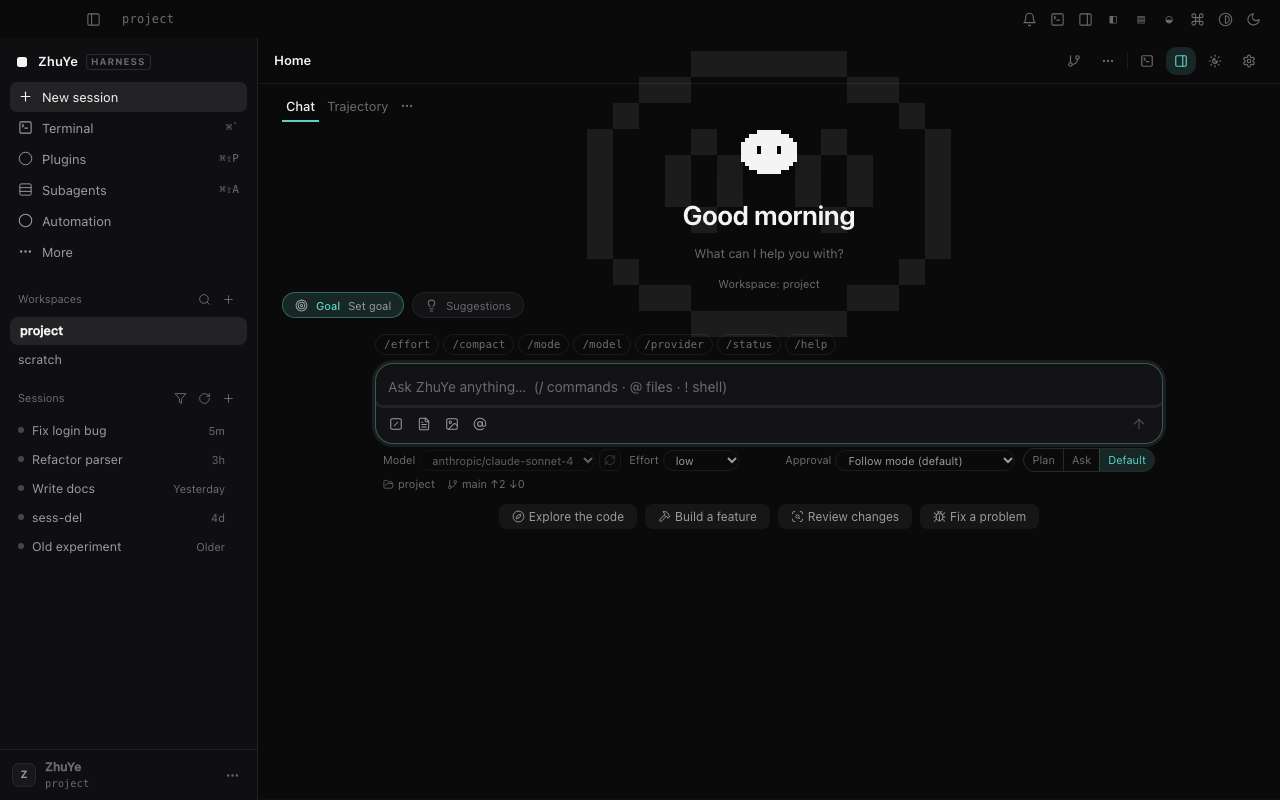 project
ZhuYe HARNESS
New session
Terminal ⌘`
Plugins ⌘⇧P
Subagents ⌘⇧A
Automation
More
Workspaces
project
scratch
Sessions
Fix login bug 5m
Refactor parser 3h
Write docs Yesterday
sess-del 4d
Old experiment Older
Z ZhuYe
project
Home
Chat Trajectory
Good morning
What can I help you with?
Workspace: project
Goal Set goal Suggestions
/effort /compact /mode /model /provider /status /help
Ask ZhuYe anything… (/ commands · @ files · ! shell)
Model anthropic/claude-sonnet-4 Effort low Approval Follow mode (default) Plan Ask Default
project main ↑2 ↓0
Explore the code Build a feature Review changes Fix a problem